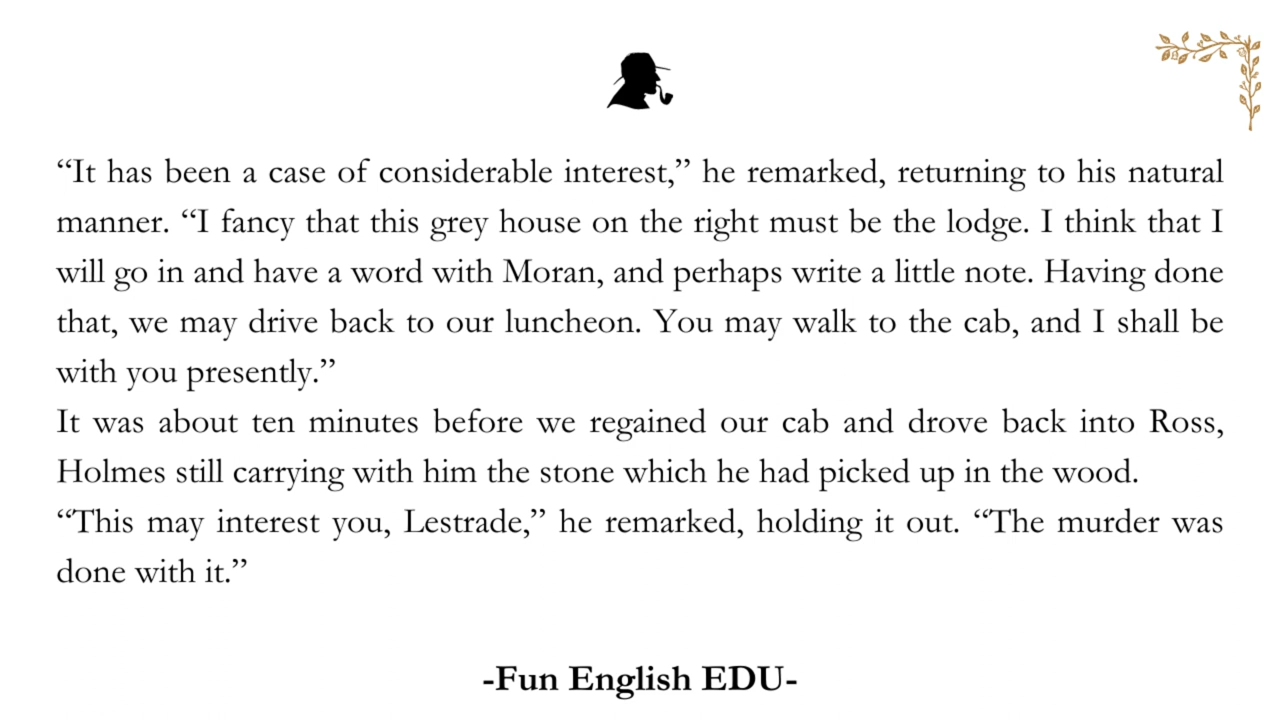 “It has been a case of considerable interest,” he remarked, returning to his natural
manner. “I fancy that this grey house on the right must be the lodge. I think that I
will go in and have a word with Moran, and perhaps write a little note. Having done
that, we may drive back to our luncheon. You may walk to the cab, and I shall be
with you presently.”
It was about ten minutes before we regained our cab and drove back into Ross,
Holmes still carrying with him the stone which he had picked up in the wood.
“This may interest you, Lestrade,” he remarked, holding it out. “The murder was
done with it.”
-Fun English EDU-